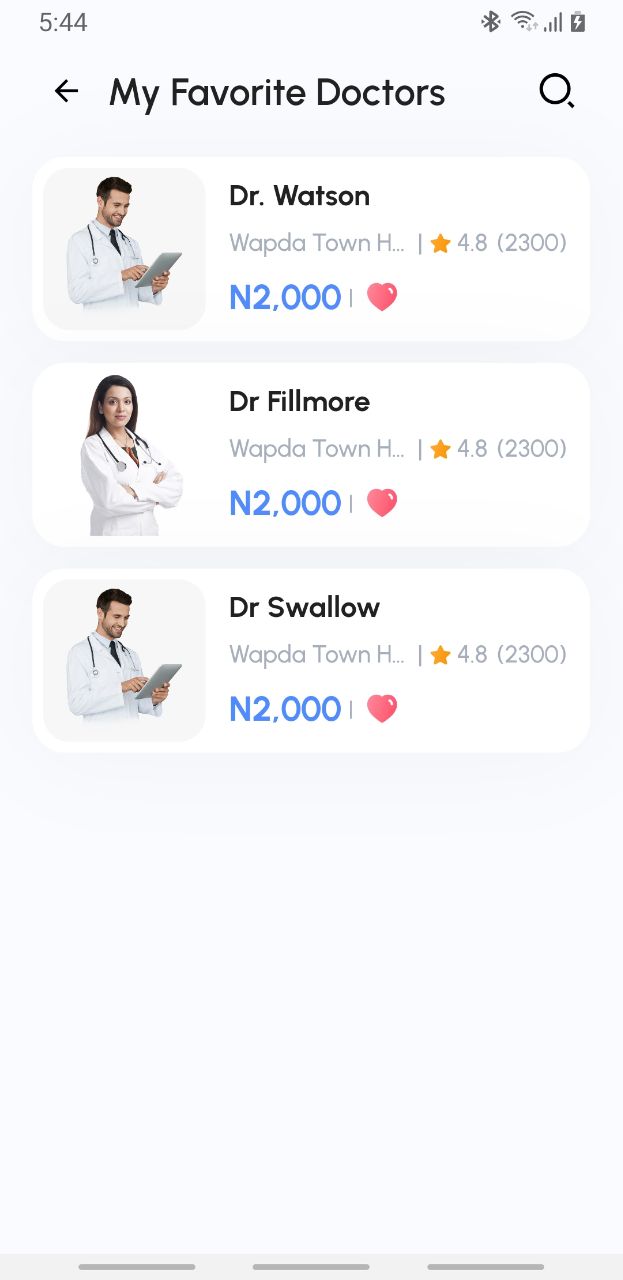 5:44
My Favorite Doctors
Dr. Watson
Wapda Town H... | 4.8 (2300)
N2,000 |
Dr Fillmore
Wapda Town H... | 4.8 (2300)
N2,000 |
Dr Swallow
Wapda Town H... | 4.8 (2300)
N2,000 |